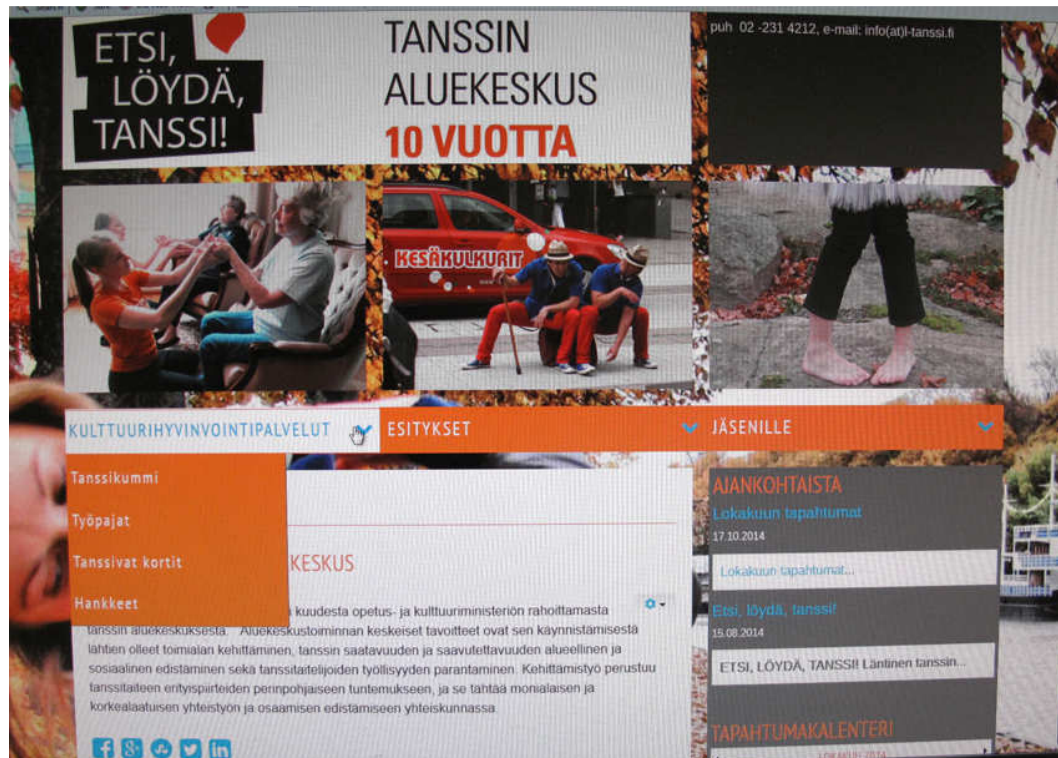 ETSI,
LÖYDÄ,
TANSSI!
TANSSIN
ALUEKESKUS
10 VUOTTA
puh 02 -231 4212, e-mail: info(at)l-tanssi.fi
KESÄKULKURIT
KULTTUURIHYVINVOINTIPALVELUT
ESITYKSET
JÄSENILLE
Tanssikummi
Työpajat
Tanssivat kortit
Hankkeet
KESKUS
kuudesta opetus- ja kulttuuriministeriön rahoittamasta
tanssin aluekeskuksesta. Aluekeskustoiminnan keskeiset tavoitteet ovat sen käynnistämisestä
lähtien olleet toimialan kehittäminen, tanssin saatavuuden ja saavutettavuuden alueellinen ja
sosiaalinen edistäminen sekä tanssitaitelijoiden työllisyyden parantaminen. Kehittämistyö perustuu
tanssitaiteen erityispiirteiden perinpohjaiseen tuntemukseen, ja se tähtää monialaisen ja
korkealaatuisen yhteistyön ja osaamisen edistämiseen yhteiskunnassa.
AJANKOHTAISTA
Lokakuun tapahtumat
17.10.2014
Lokakuun tapahtumat...
Etsi, löydä, tanssi!
15.08.2014
ETSI, LÖYDÄ, TANSSI! Läntinen tanssin...
TAPAHTUMAKALENTERI
LOKAKUU 2014